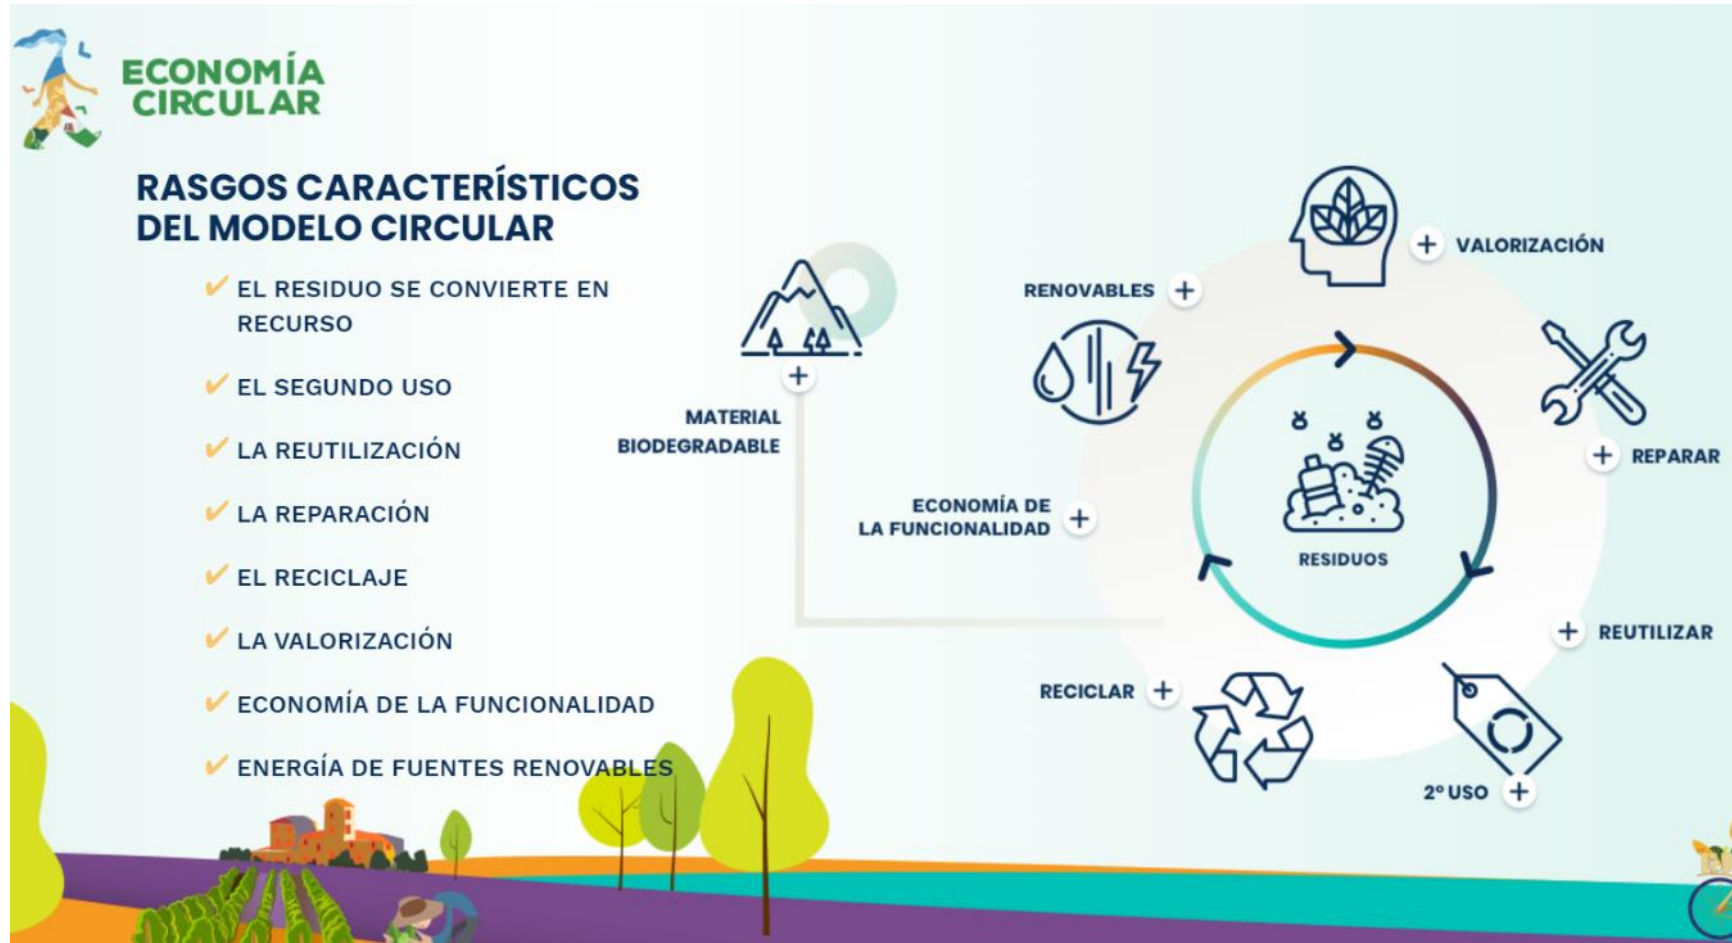 ECONOMÍA
CIRCULAR
RASGOS CARACTERÍSTICOS
DEL MODELO CIRCULAR
EL RESIDUO SE CONVIERTE EN
RECURSO
EL SEGUNDO USO
LA REUTILIZACIÓN
LA REPARACIÓN
EL RECICLAJE
LA VALORIZACIÓN
ECONOMÍA DE LA FUNCIONALIDAD
ENERGÍA DE FUENTES RENOVABLES
MATERIAL
BIODEGRADABLE
RENOVABLES
VALORIZACIÓN
REPARAR
ECONOMÍA DE
LA FUNCIONALIDAD
RESIDUOS
REUTILIZAR
RECICLAR
2º USO